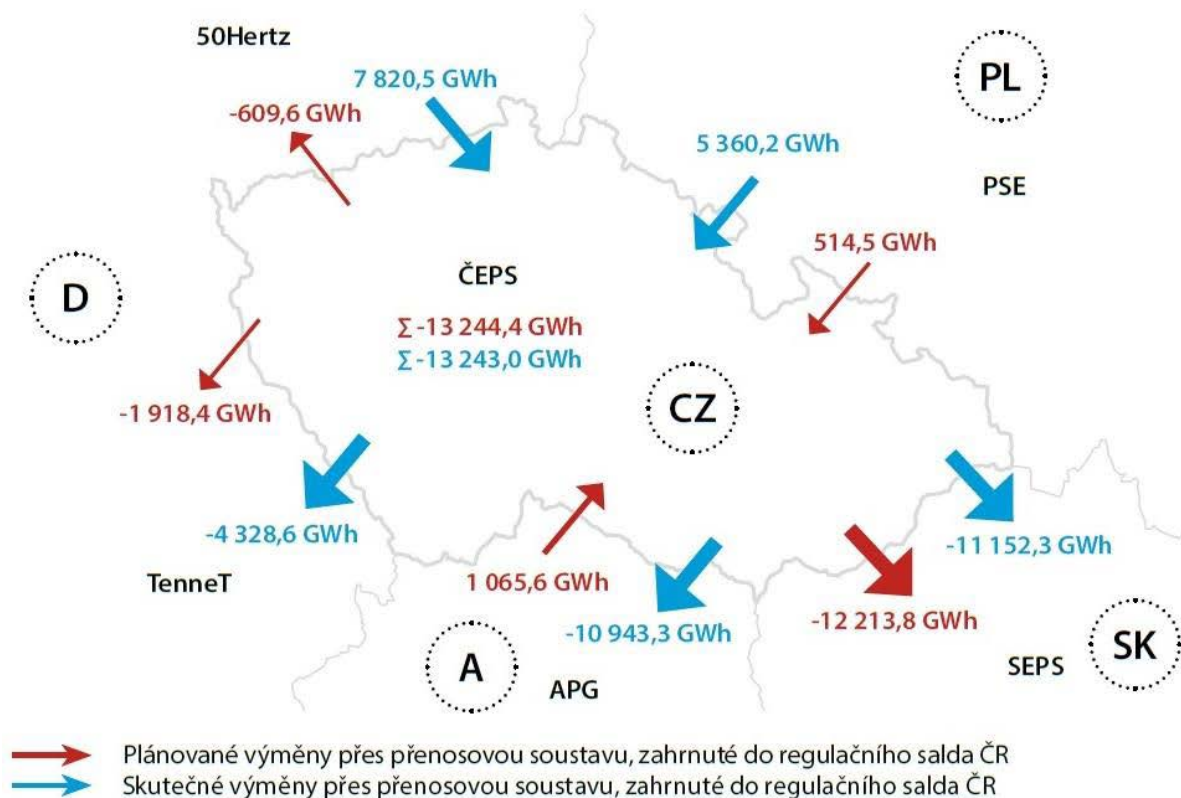 50Hertz
7 820,5 GWh
-609,6 GWh
PL
5 360,2 GWh
PSE
514,5 GWh
D
ČEPS
Σ -13 244,4 GWh
Σ -13 243,0 GWh
-1 918,4 GWh
CZ
-4 328,6 GWh
-11 152,3 GWh
TenneT
1 065,6 GWh
-12 213,8 GWh
-10 943,3 GWh
A
APG
SEPS
SK
Plánované výměny přes přenosovou soustavu, zahrnuté do regulačního salda ČR
Skutečné výměny přes přenosovou soustavu, zahrnuté do regulačního salda ČR